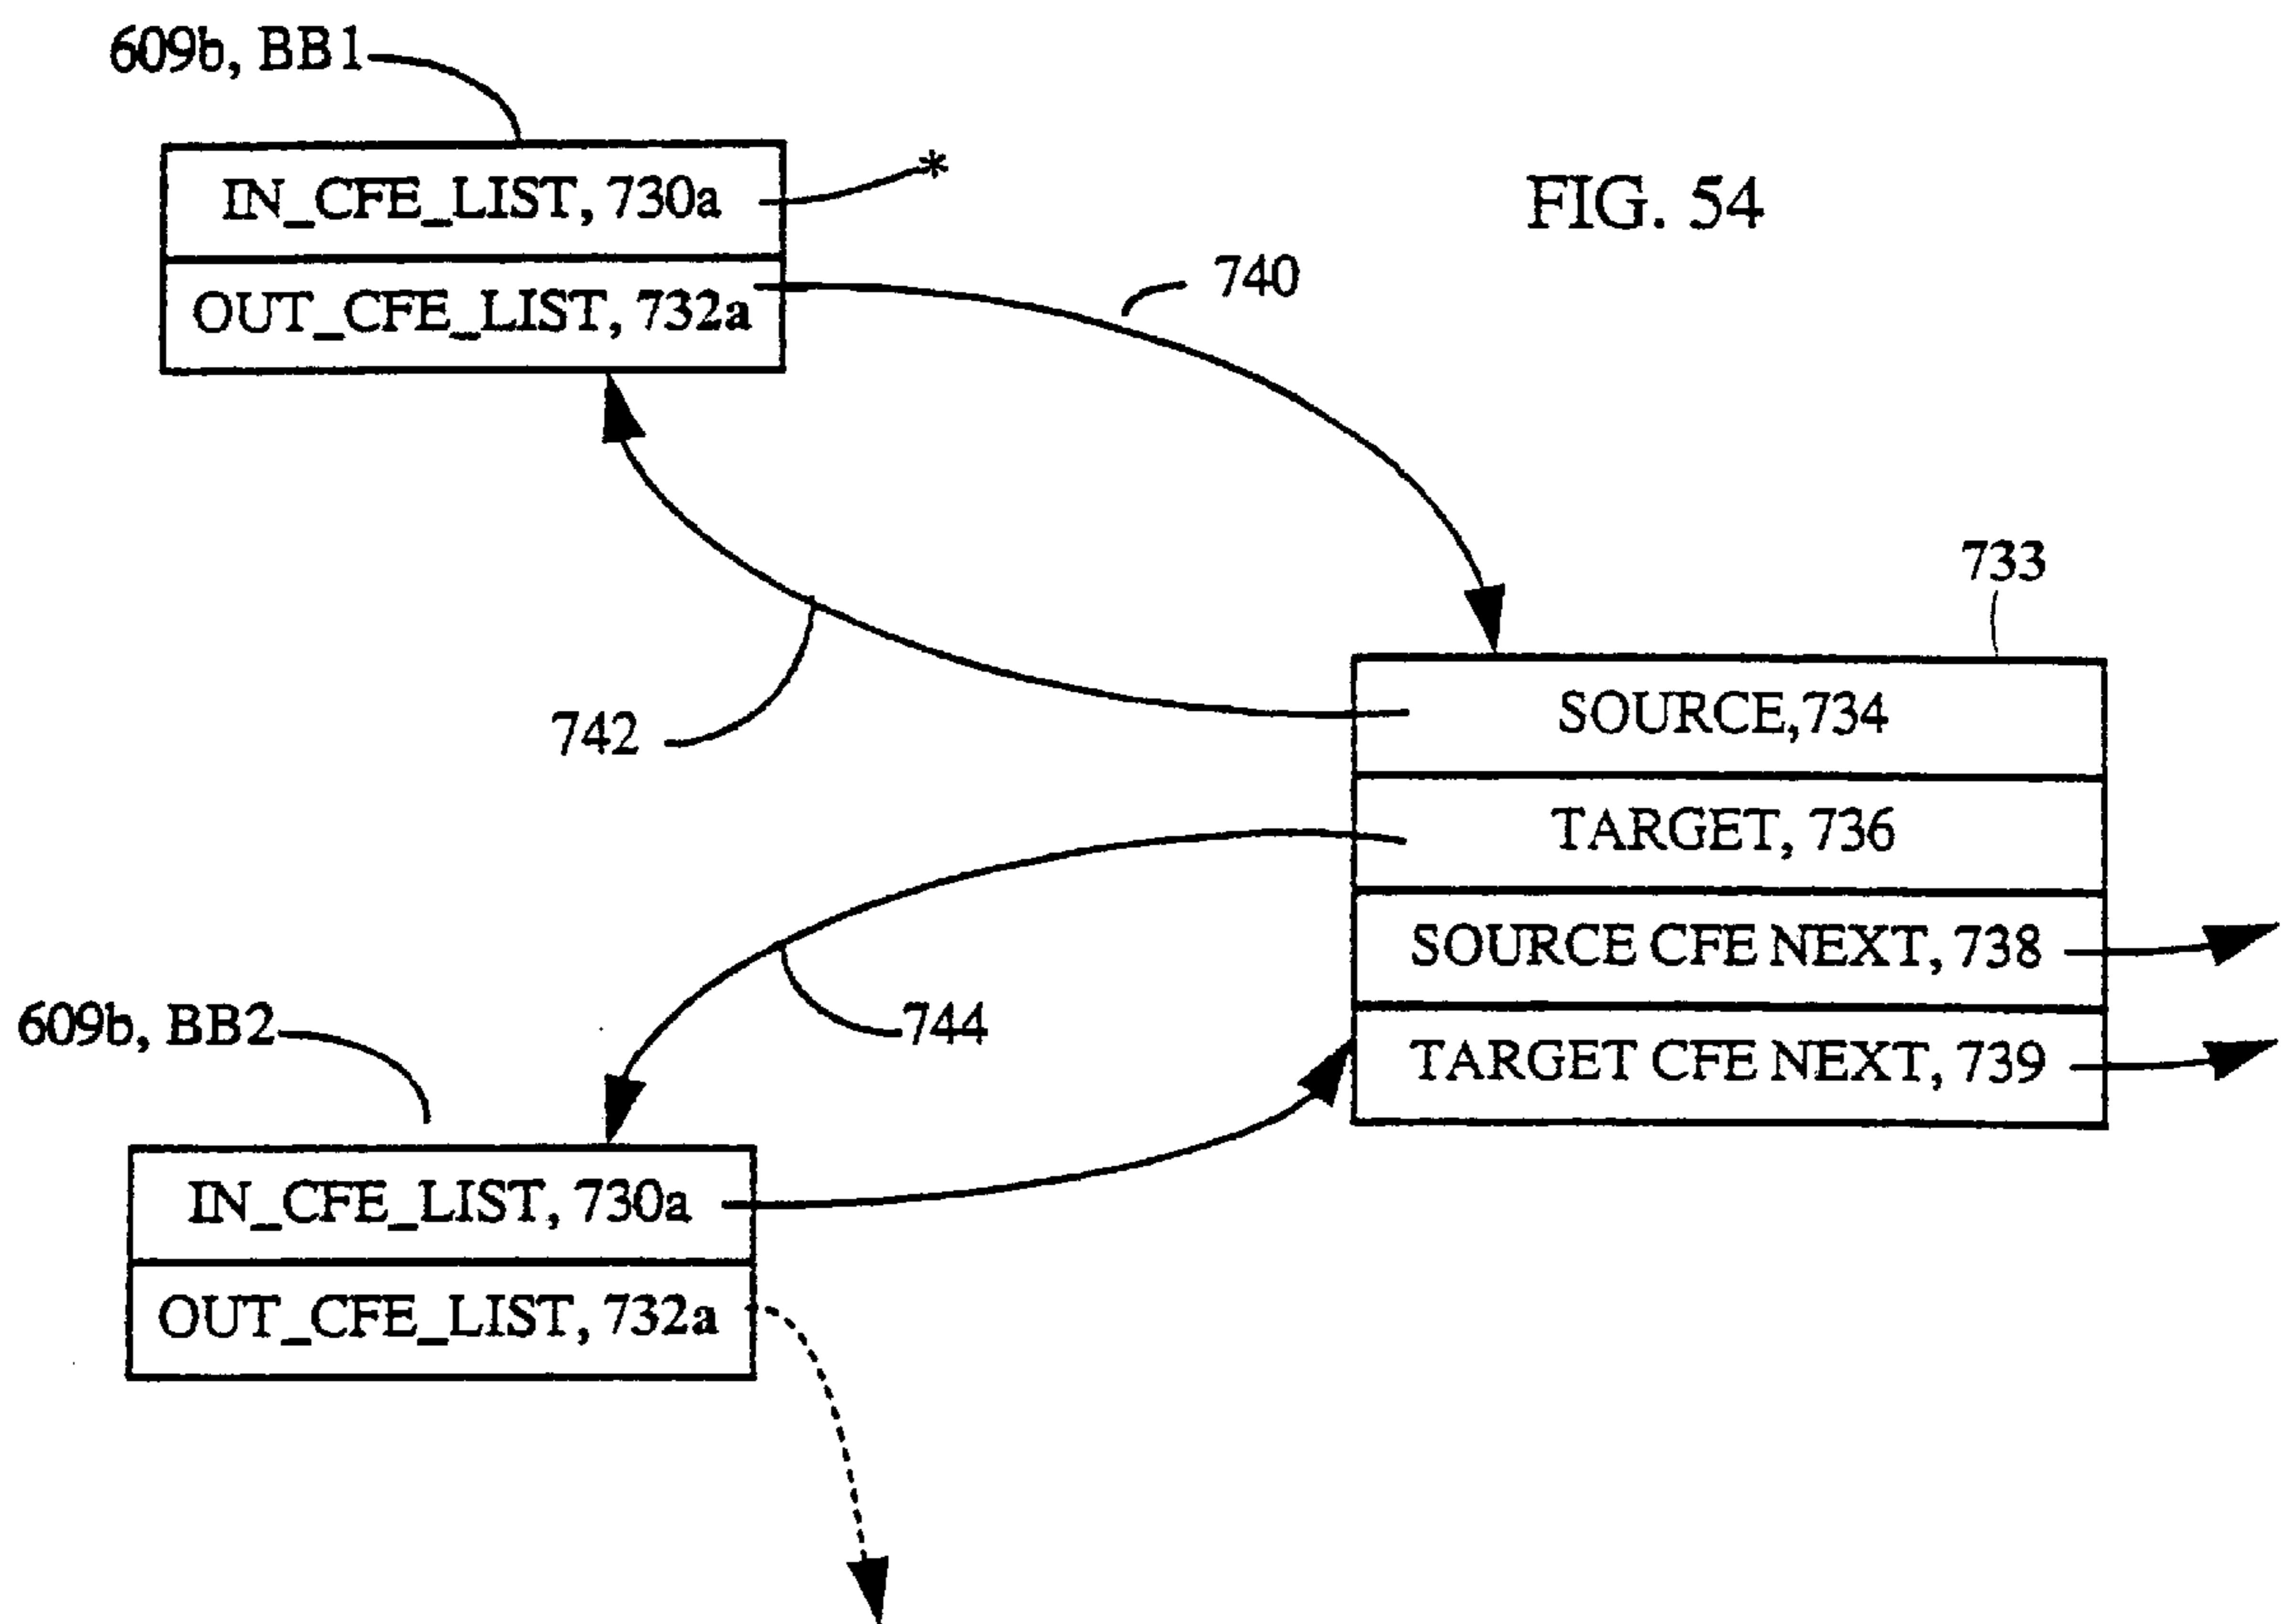 609b, BB1
IN_CFE_LIST, 730a
*
OUT_CFE_LIST, 732a
FIG. 54
740
733
742
SOURCE,734
TARGET, 736
SOURCE CFE NEXT, 738
TARGET CFE NEXT, 739
744
609b, BB2
IN_CFE_LIST, 730a
OUT_CFE_LIST, 732a